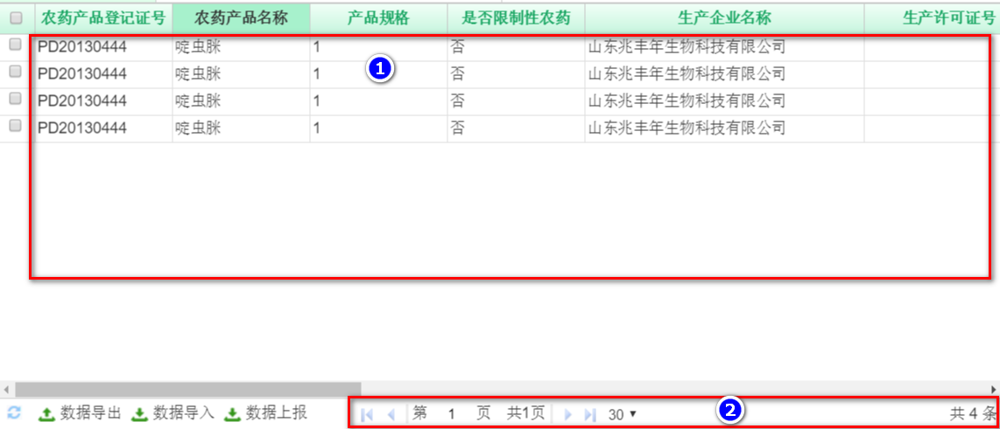 农药产品登记证号 农药产品名称 产品规格 是否限制性农药 生产企业名称 生产许可证号
PD20130444 啶虫脒 1 否 山东兆丰年生物科技有限公司
1
PD20130444 啶虫脒 1 否 山东兆丰年生物科技有限公司
PD20130444 啶虫脒 1 否 山东兆丰年生物科技有限公司
PD20130444 啶虫脒 1 否 山东兆丰年生物科技有限公司
数据导出 数据导入 数据上报 第 1 页 共1页 30 2 共 4 条